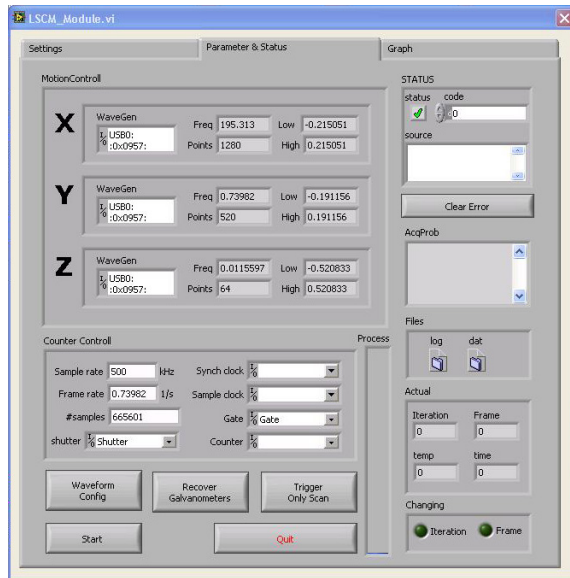 LSCM_Module.vi
Settings
Parameter & Status
Graph
MotionControll
X
WaveGen
USB0:
:0x0957:
Freq 195.313 Low -0.215051
Points 1280 High 0.215051
Y
WaveGen
USB0:
:0x0957:
Freq 0.73982 Low -0.191156
Points 520 High 0.191156
Z
WaveGen
USB0:
:0x0957:
Freq 0.0115597 Low -0.520833
Points 64 High 0.520833
Counter Controll
Process
Sample rate 500 kHz Synch clock
Frame rate 0.73982 1/s Sample clock
#samples 665601 Gate Gate
shutter Shutter Counter
Waveform
Config
Recover
Galvanometers
Trigger
Only Scan
Start
Quit
STATUS
status code
0
source
Clear Error
AcqProb
Files
log dat
Actual
Iteration Frame
0 0
temp time
0 0
Changing
Iteration Frame